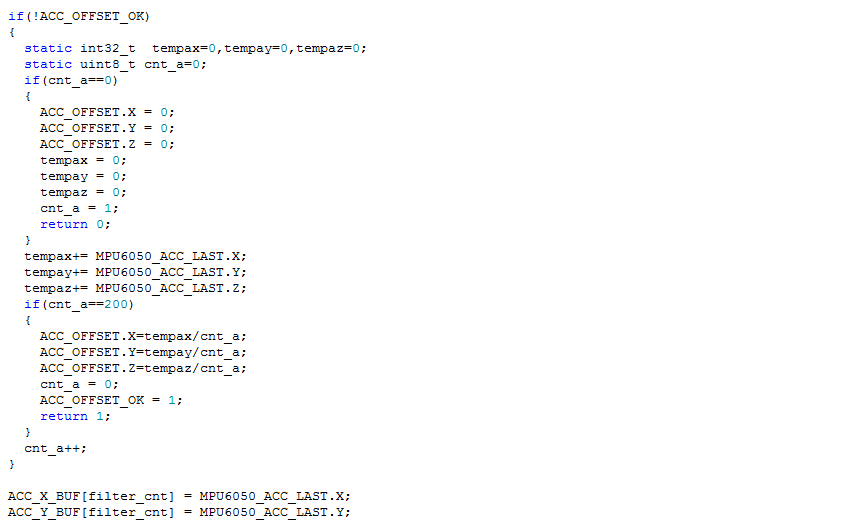 if(!ACC_OFFSET_OK)
{
  static int32_t  tempax=0,tempay=0,tempaz=0;
  static uint8_t cnt_a=0;
  if(cnt_a==0)
  {
    ACC_OFFSET.X = 0;
    ACC_OFFSET.Y = 0;
    ACC_OFFSET.Z = 0;
    tempax = 0;
    tempay = 0;
    tempaz = 0;
    cnt_a = 1;
    return 0;
  }
  tempax+= MPU6050_ACC_LAST.X;
  tempay+= MPU6050_ACC_LAST.Y;
  tempaz+= MPU6050_ACC_LAST.Z;
  if(cnt_a==200)
  {
    ACC_OFFSET.X=tempax/cnt_a;
    ACC_OFFSET.Y=tempay/cnt_a;
    ACC_OFFSET.Z=tempaz/cnt_a;
    cnt_a = 0;
    ACC_OFFSET_OK = 1;
    return 1;
  }
  cnt_a++;
}

ACC_X_BUF[filter_cnt] = MPU6050_ACC_LAST.X;
ACC_Y_BUF[filter_cnt] = MPU6050_ACC_LAST.Y;